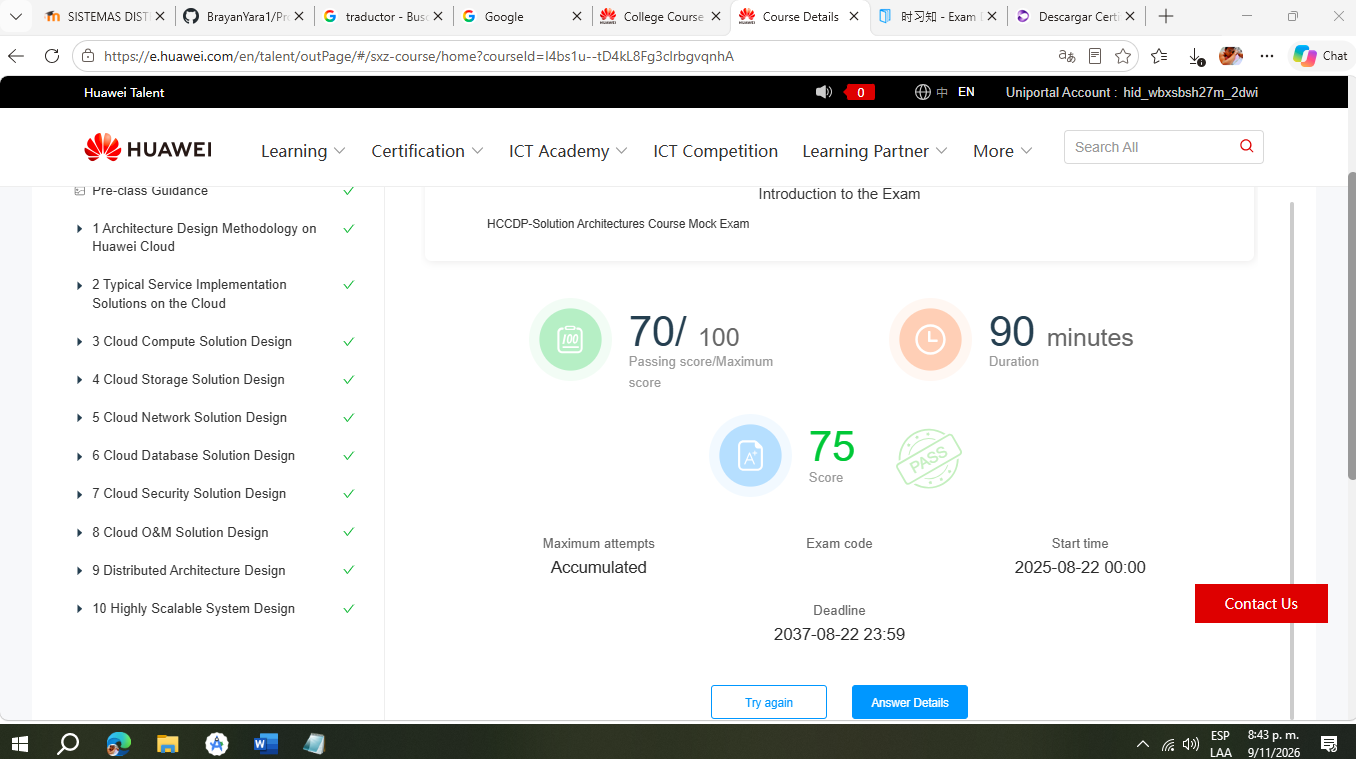 SISTEMAS DIST
BrayanYara1/Pro
traductor - Busc
Google
College Course
Course Details
时习知 - Exam
Descargar Certi
https://e.huawei.com/en/talent/outPage/#/sxz-course/home?courseId=I4bs1u--tD4kL8Fg3cIrbgvqnhA
Chat
Huawei Talent
0
中 EN
Uniportal Account : hid_wbxsbsh27m_2dwi
HUAWEI
Learning
Certification
ICT Academy
ICT Competition
Learning Partner
More
Search All
Pre-class Guidance
1 Architecture Design Methodology on
Huawei Cloud
2 Typical Service Implementation
Solutions on the Cloud
3 Cloud Compute Solution Design
4 Cloud Storage Solution Design
5 Cloud Network Solution Design
6 Cloud Database Solution Design
7 Cloud Security Solution Design
8 Cloud O&M Solution Design
9 Distributed Architecture Design
10 Highly Scalable System Design
Introduction to the Exam
HCCDP-Solution Architectures Course Mock Exam
100
70/ 100
Passing score/Maximum
score
90 minutes
Duration
A+
75
Score
PASS
Maximum attempts
Accumulated
Exam code
Start time
2025-08-22 00:00
Deadline
2037-08-22 23:59
Contact Us
Try again
Answer Details
ESP
LAA
8:43 p. m.
9/11/2026